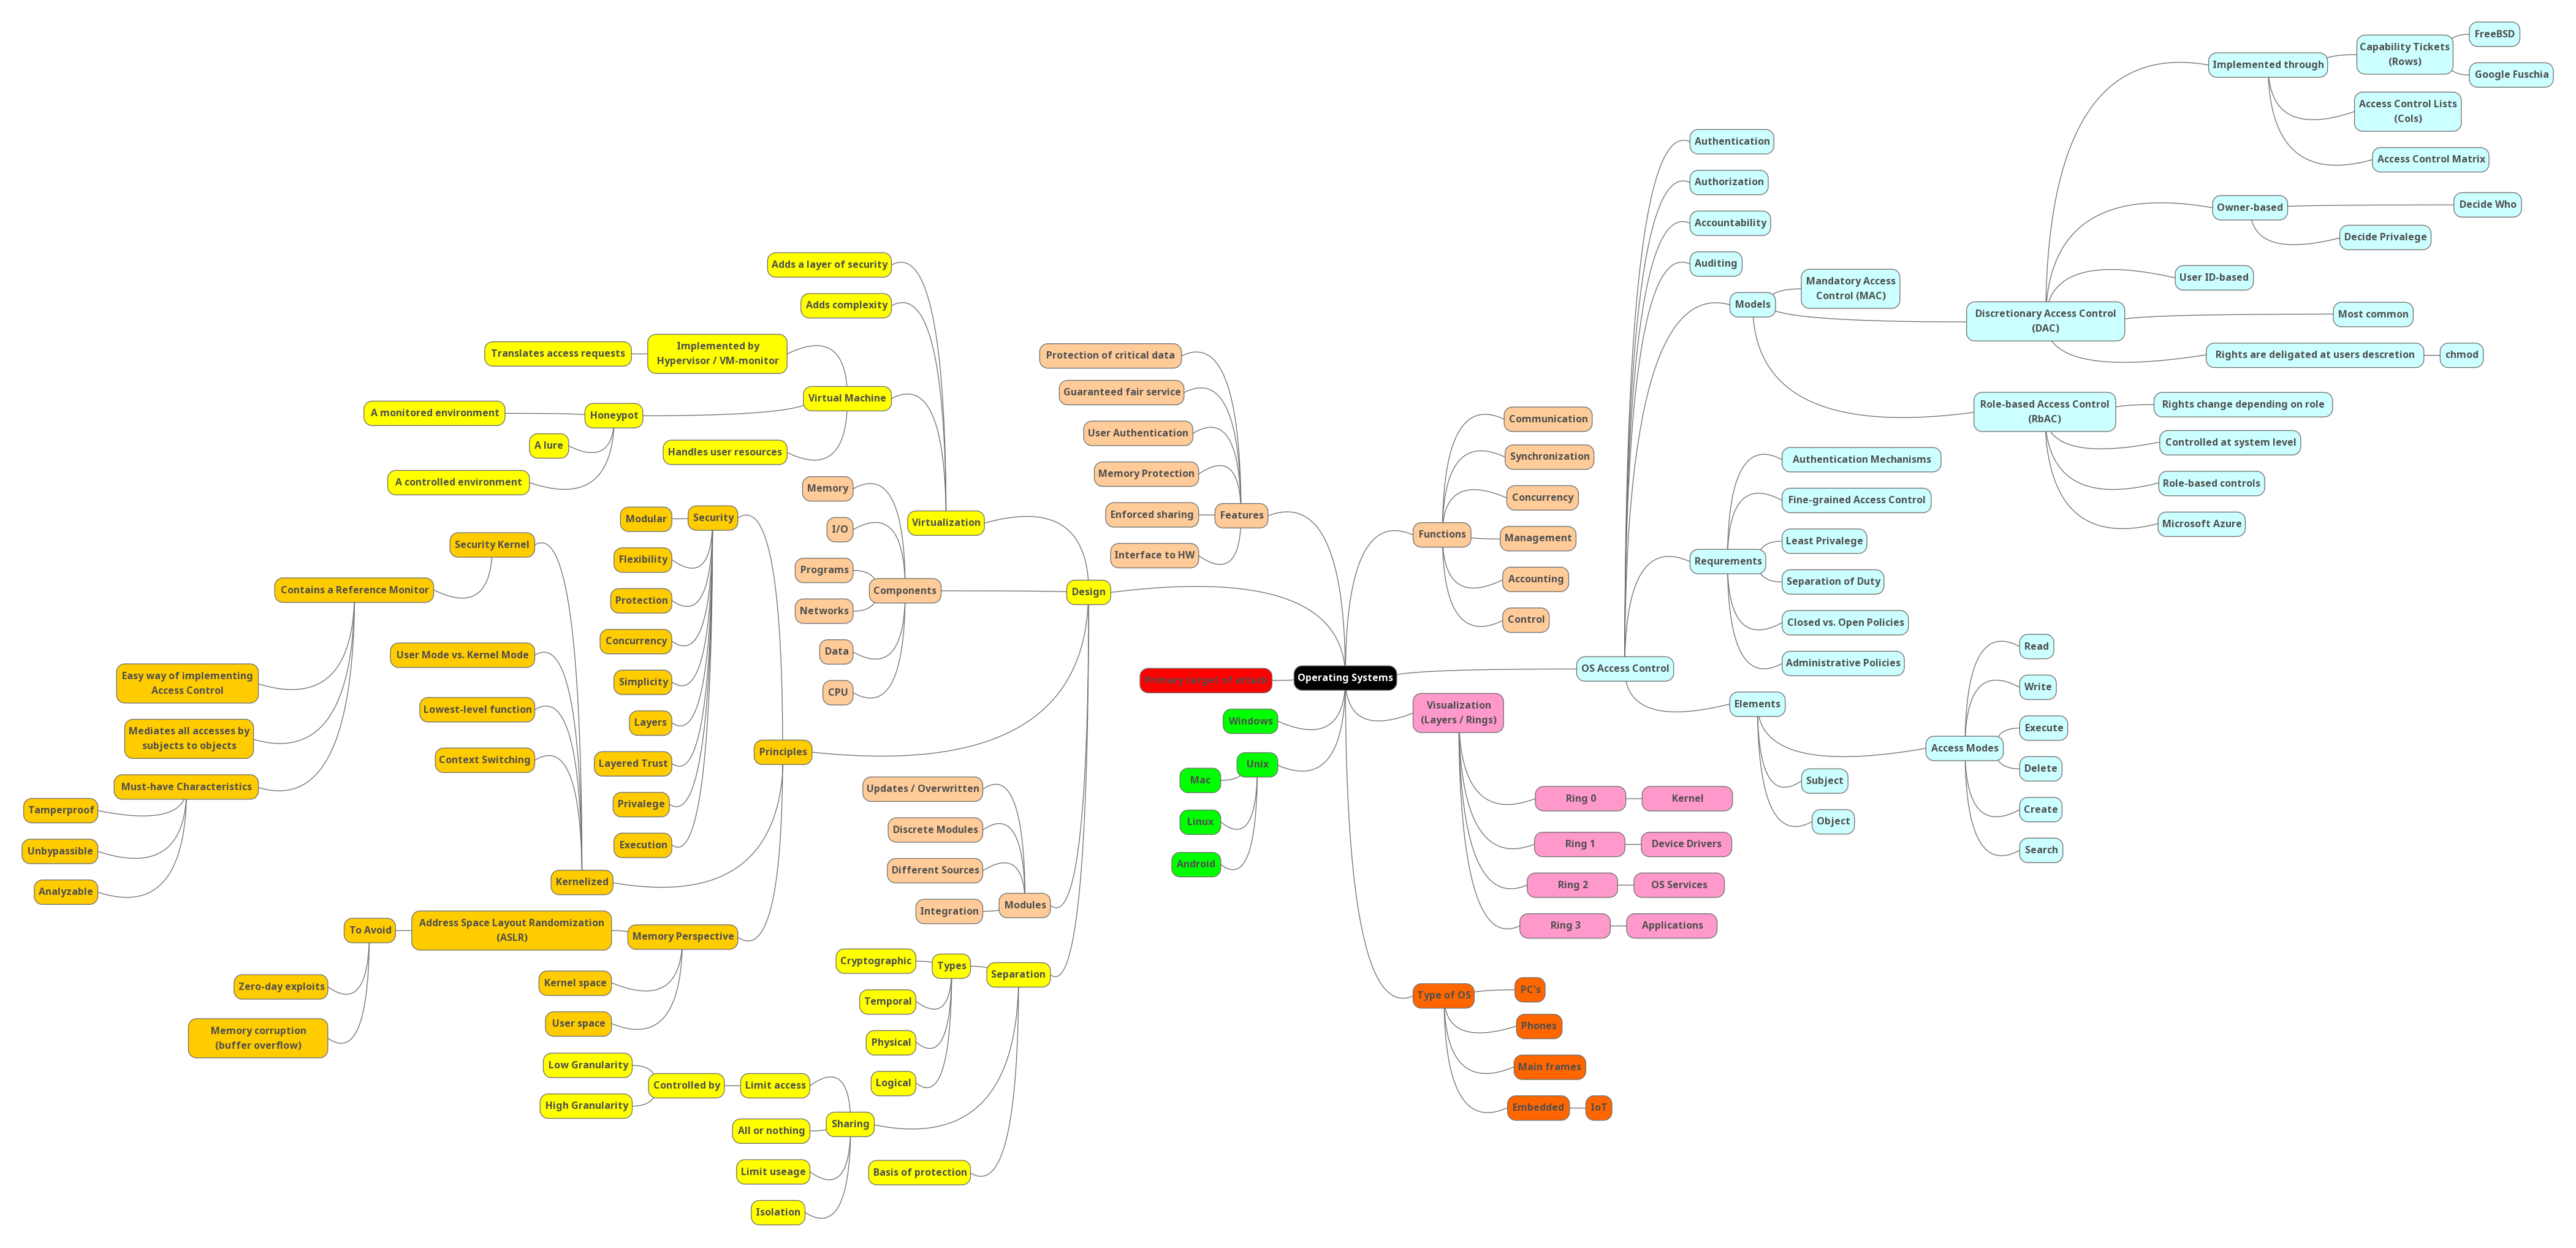 Operating Systems
Primary target of attack
Windows
Unix
Mac
Linux
Android
Features
Protection of critical data
Guaranteed fair service
User Authentication
Memory Protection
Enforced sharing
Interface to HW
Design
Virtualization
Adds a layer of security
Adds complexity
Virtual Machine
Implemented by
Hypervisor / VM-monitor
Translates access requests
Honeypot
A monitored environment
A lure
A controlled environment
Handles user resources
Components
Memory
I/O
Programs
Networks
Data
CPU
Principles
Security
Modular
Flexibility
Protection
Concurrency
Simplicity
Layers
Layered Trust
Privalege
Execution
Kernelized
Security Kernel
Contains a Reference Monitor
Easy way of implementing
Access Control
Mediates all accesses by
subjects to objects
Must-have Characteristics
Tamperproof
Unbypassible
Analyzable
User Mode vs. Kernel Mode
Lowest-level function
Context Switching
Memory Perspective
Address Space Layout Randomization
(ASLR)
To Avoid
Zero-day exploits
Memory corruption
(buffer overflow)
Kernel space
User space
Modules
Updates / Overwritten
Discrete Modules
Different Sources
Integration
Separation
Types
Cryptographic
Temporal
Physical
Logical
Sharing
Limit access
Controlled by
Low Granularity
High Granularity
All or nothing
Limit useage
Isolation
Basis of protection
Functions
Communication
Synchronization
Concurrency
Management
Accounting
Control
OS Access Control
Authentication
Authorization
Accountability
Auditing
Models
Mandatory Access
Control (MAC)
Discretionary Access Control
(DAC)
Implemented through
Capability Tickets
(Rows)
FreeBSD
Google Fuschia
Access Control Lists
(Cols)
Access Control Matrix
Owner-based
Decide Who
Decide Privalege
User ID-based
Most common
Rights are deligated at users descretion
chmod
Role-based Access Control
(RbAC)
Rights change depending on role
Controlled at system level
Role-based controls
Microsoft Azure
Requrements
Authentication Mechanisms
Fine-grained Access Control
Least Privalege
Separation of Duty
Closed vs. Open Policies
Administrative Policies
Elements
Access Modes
Read
Write
Execute
Delete
Create
Search
Subject
Object
Visualization
(Layers / Rings)
Ring 0
Kernel
Ring 1
Device Drivers
Ring 2
OS Services
Ring 3
Applications
Type of OS
PC's
Phones
Main frames
Embedded
IoT